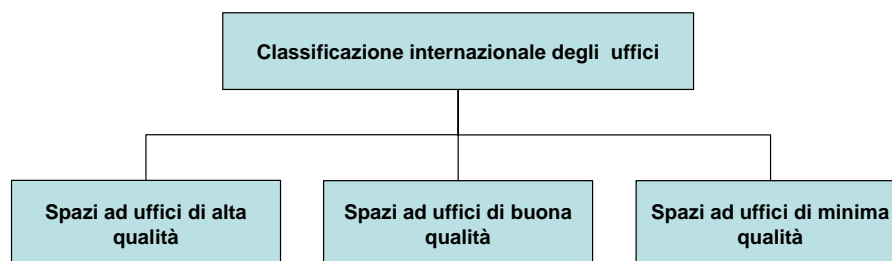 Classificazione internazionale degli uffici
Spazi ad uffici di alta
qualità
Spazi ad uffici di buona
qualità
Spazi ad uffici di minima
qualità